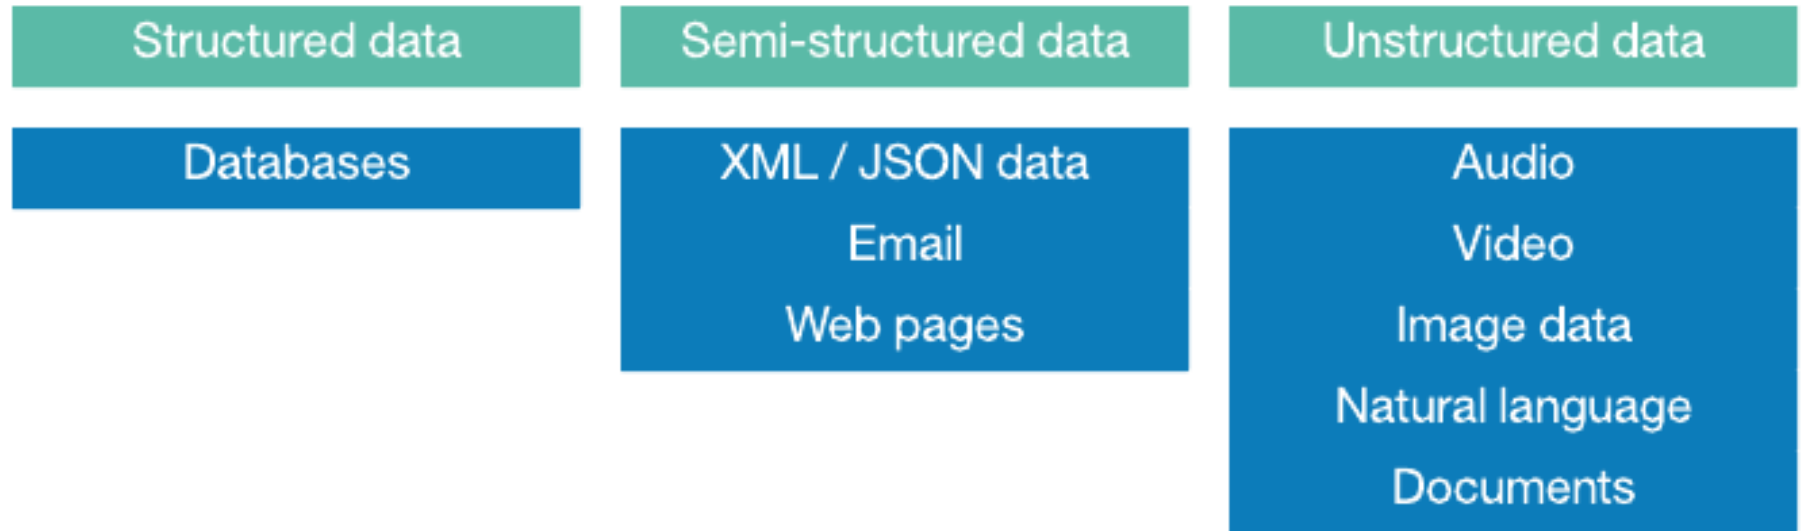 Structured data
Databases
Semi-structured data
XML / JSON data
Email
Web pages
Unstructured data
Audio
Video
Image data
Natural language
Documents